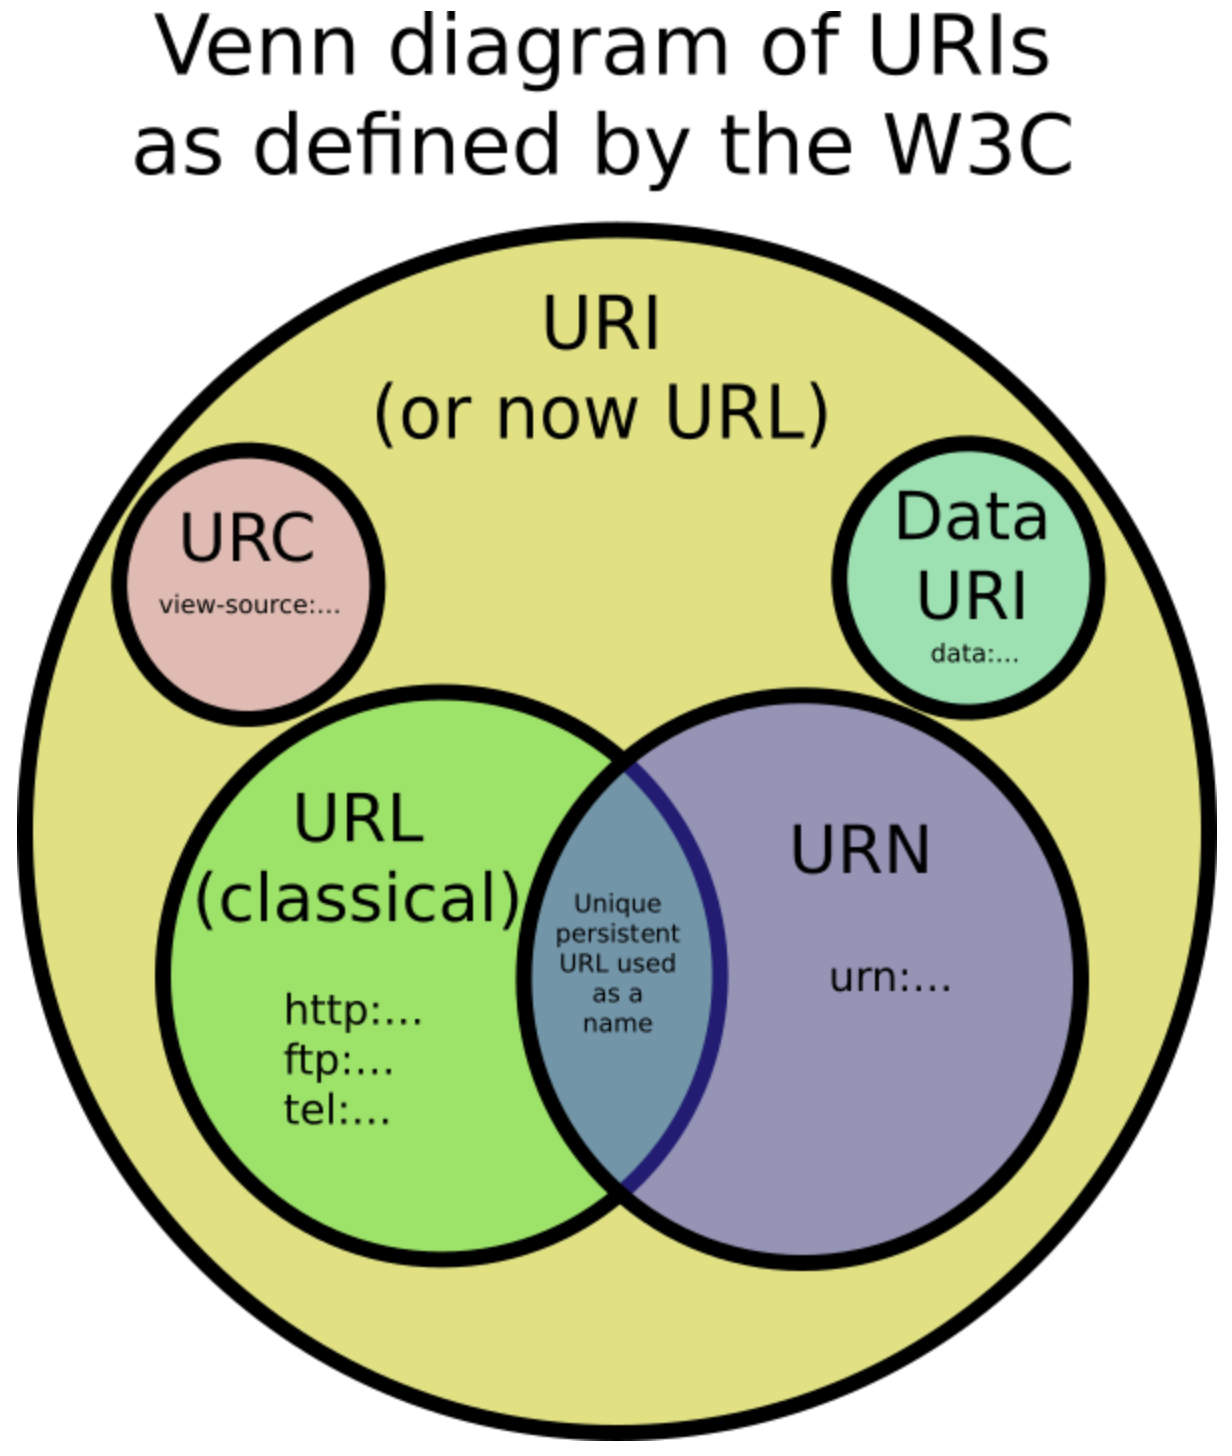 Venn diagram of URIs
as defined by the W3C
URI
(or now URL)
URC
view-source:...
Data
URI
data:...
URL
(classical)
http:...
ftp:...
tel:...
Unique
persistent
URL used
as a
name
URN
urn:...